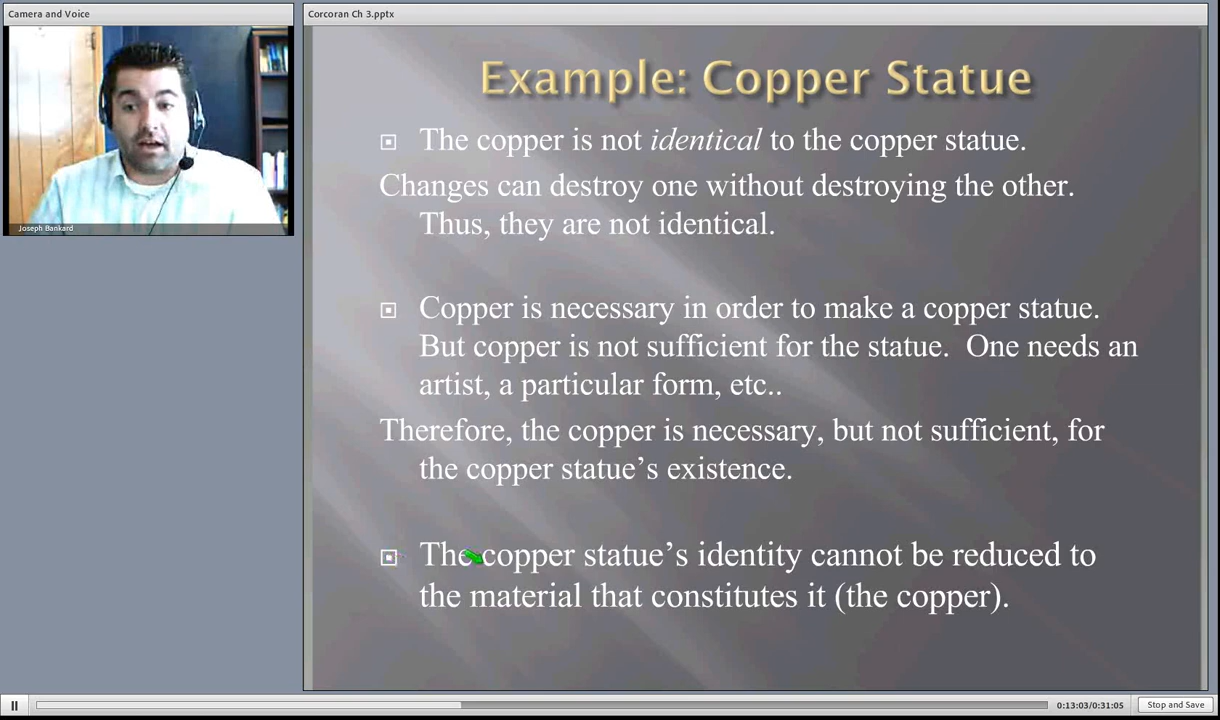 Camera and Voice
Joseph Bankard
Corcoran Ch 3.pptx
Example: Copper Statue
The copper is not identical to the copper statue.
Changes can destroy one without destroying the other.
Thus, they are not identical.
Copper is necessary in order to make a copper statue.
But copper is not sufficient for the statue.  One needs an
artist, a particular form, etc..
Therefore, the copper is necessary, but not sufficient, for
the copper statue’s existence.
The copper statue’s identity cannot be reduced to
the material that constitutes it (the copper).
0:13:03/0:31:05
Stop and Save